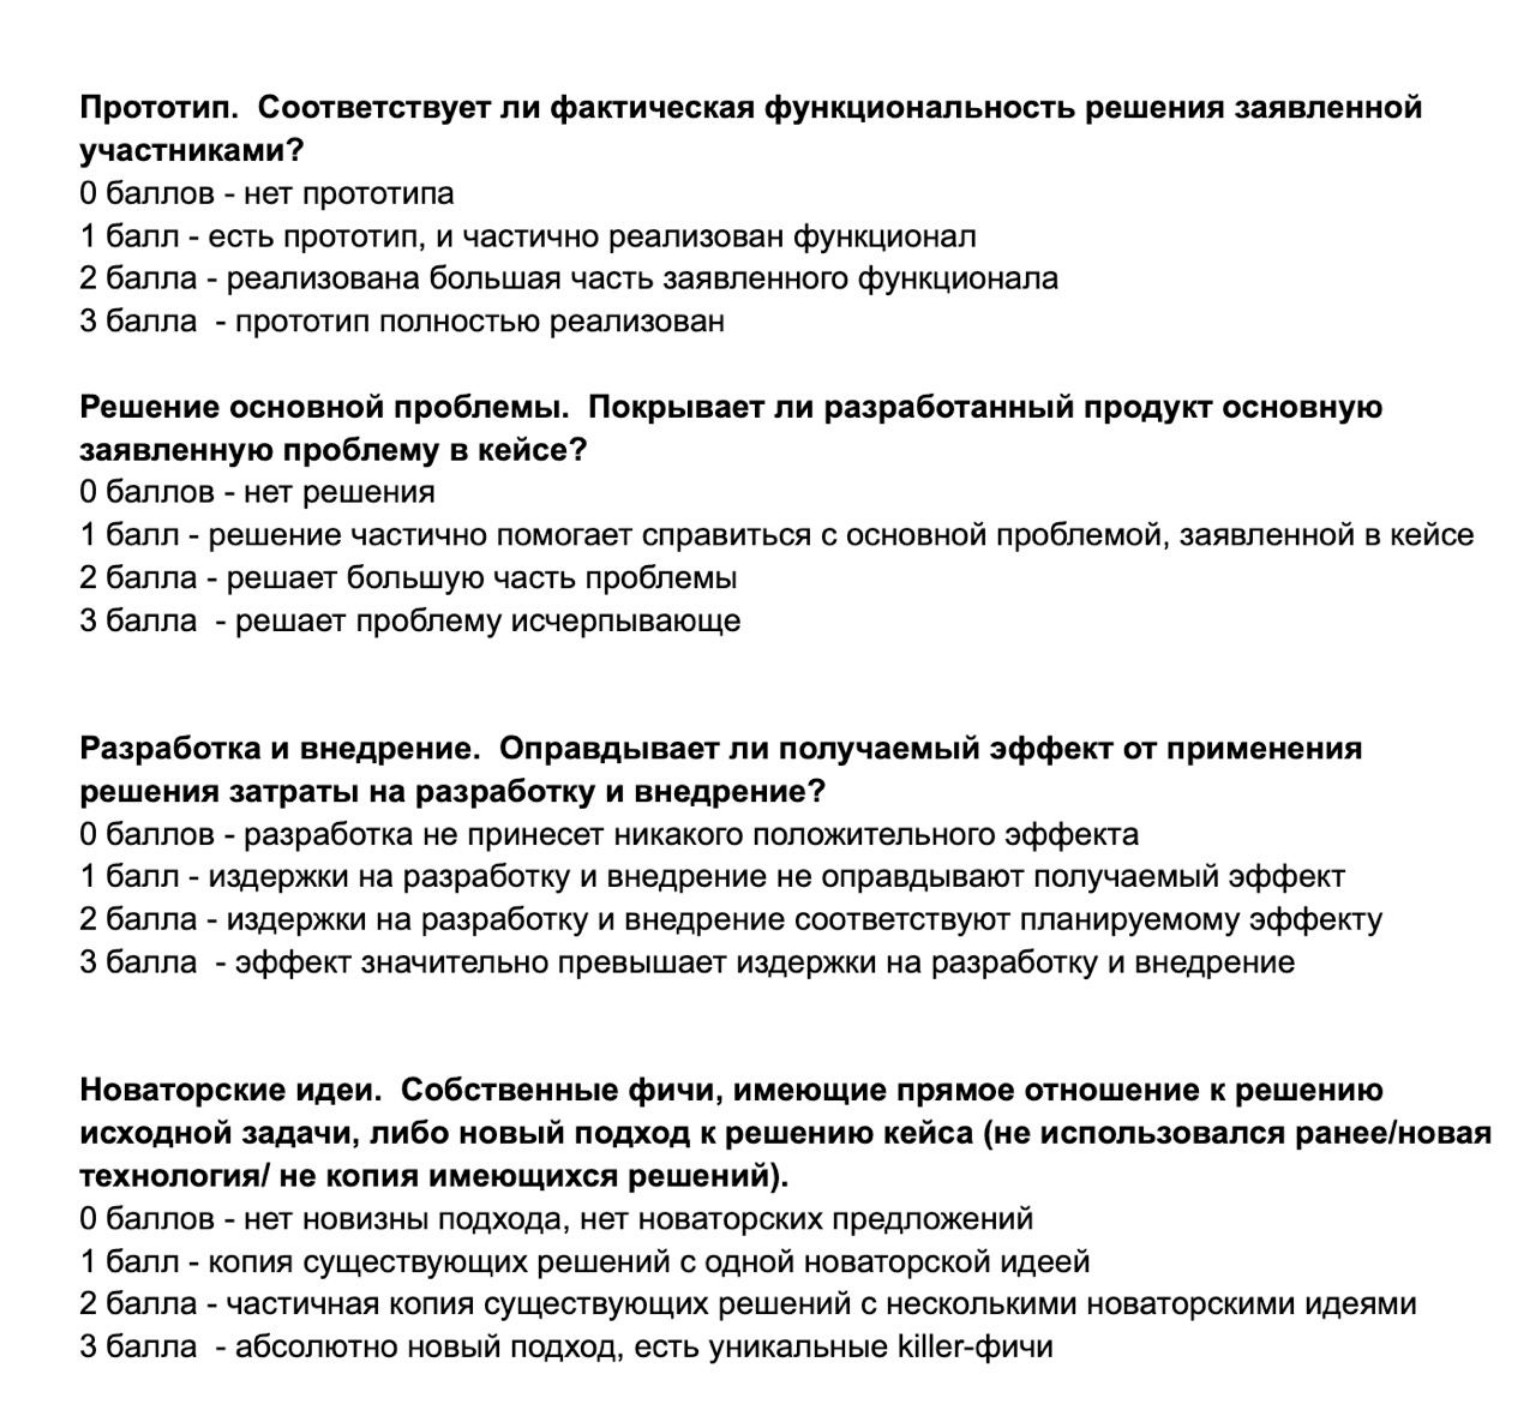 Прототип.  Соответствует ли фактическая функциональность решения заявленной
участниками?
0 баллов - нет прототипа
1 балл - есть прототип, и частично реализован функционал
2 балла - реализована большая часть заявленного функционала
3 балла  - прототип полностью реализован
Решение основной проблемы.  Покрывает ли разработанный продукт основную
заявленную проблему в кейсе?
0 баллов - нет решения
1 балл - решение частично помогает справиться с основной проблемой, заявленной в кейсе
2 балла - решает большую часть проблемы
3 балла  - решает проблему исчерпывающе
Разработка и внедрение.  Оправдывает ли получаемый эффект от применения
решения затраты на разработку и внедрение?
0 баллов - разработка не принесет никакого положительного эффекта
1 балл - издержки на разработку и внедрение не оправдывают получаемый эффект
2 балла - издержки на разработку и внедрение соответствуют планируемому эффекту
3 балла  - эффект значительно превышает издержки на разработку и внедрение
Новаторские идеи.  Собственные фичи, имеющие прямое отношение к решению
исходной задачи, либо новый подход к решению кейса (не использовался ранее/новая
технология/ не копия имеющихся решений).
0 баллов - нет новизны подхода, нет новаторских предложений
1 балл - копия существующих решений с одной новаторской идеей
2 балла - частичная копия существующих решений с несколькими новаторскими идеями
3 балла  - абсолютно новый подход, есть уникальные killer-фичи